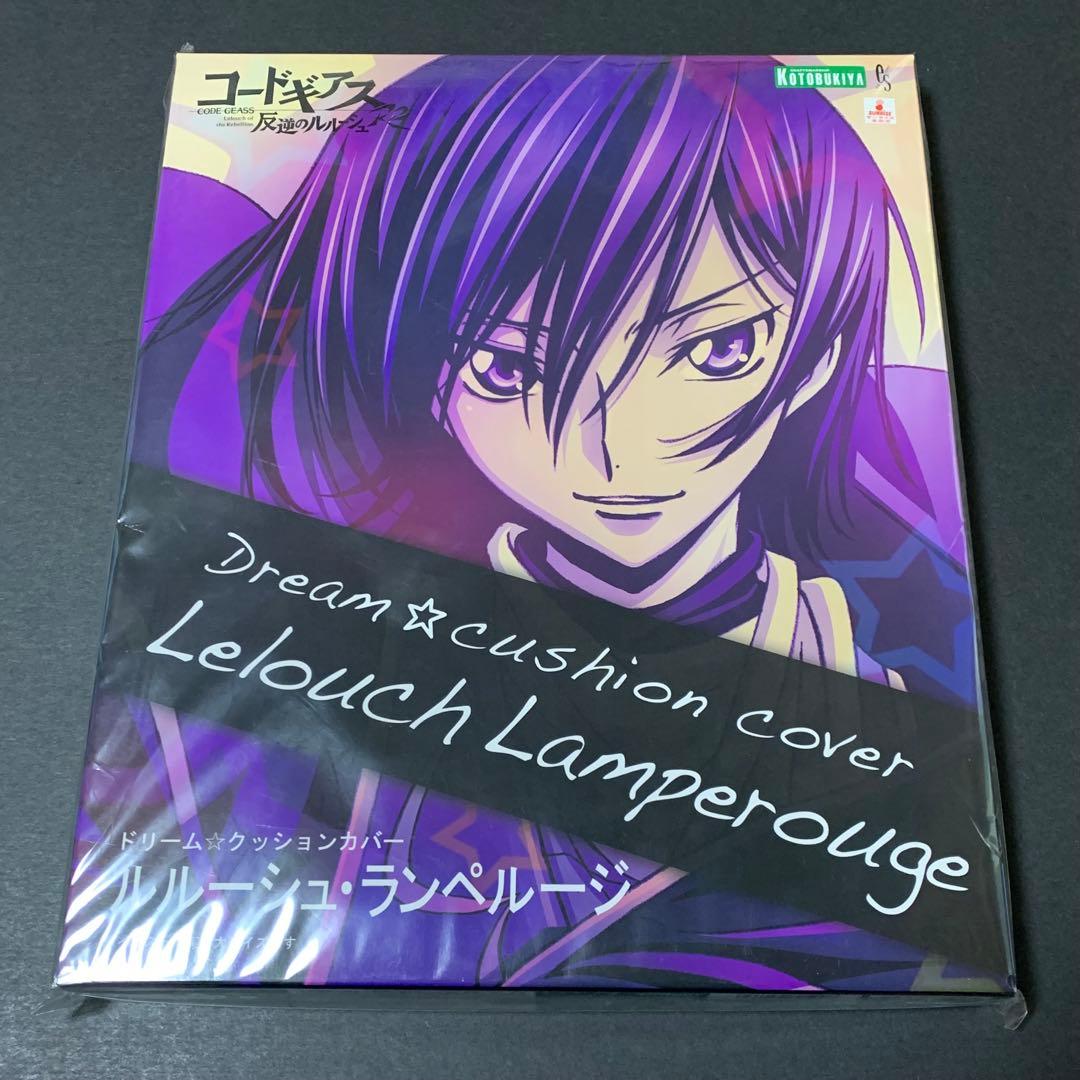 コードギアス
CODE GEASS
Lelouch of
the Rebellion
反逆のルルーシュ R2
KOTOBUKIYA
es
SUNRISE
Dream☆cushion cover
Lelouch Lamperouge
ドリーム☆クッションカバー
ルルーシュ・ランペルージ